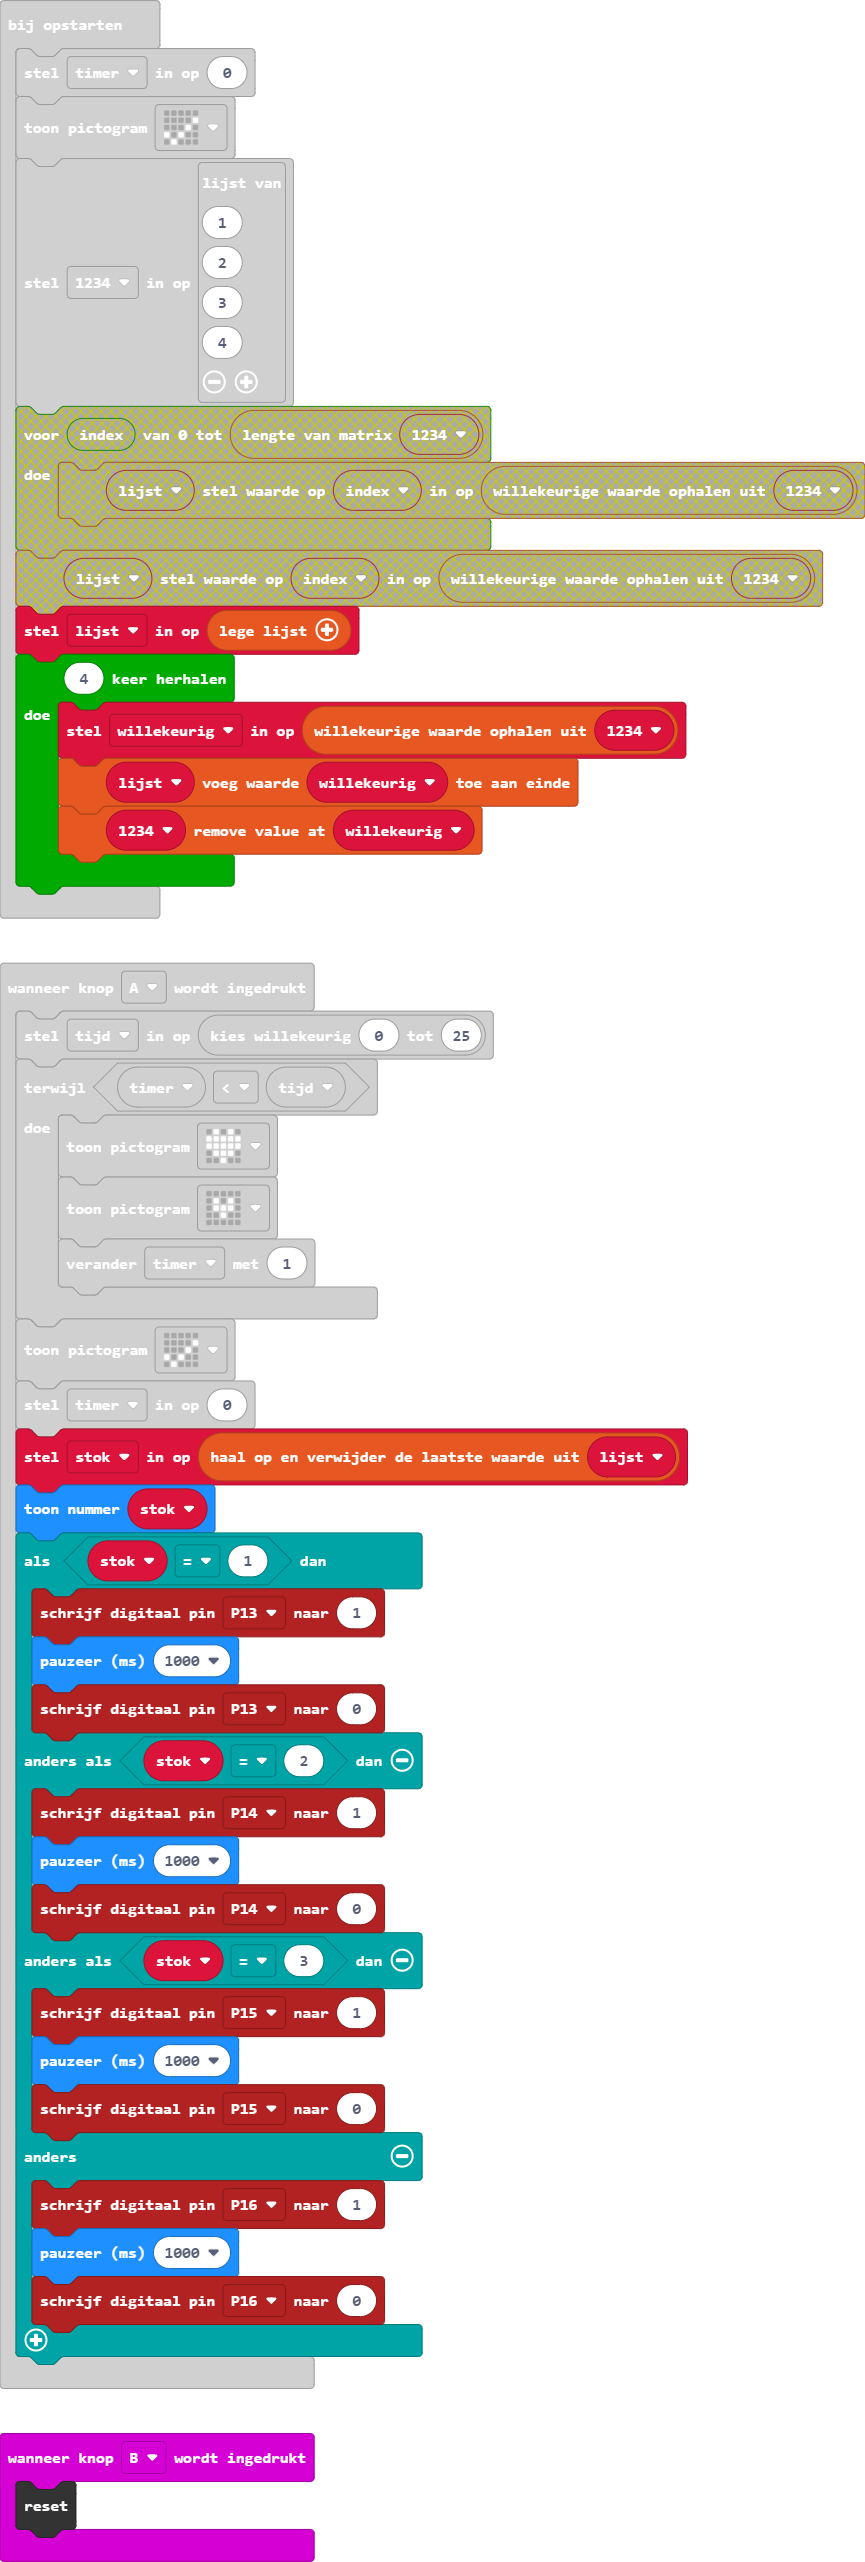 bij opstarten
stel timer in op 0
toon pictogram
lijst van
1
2
stel 1234 in op
3
4
voor index van 0 tot lengte van matrix 1234
doe
lijst stel waarde op index in op willekeurige waarde ophalen uit 1234
lijst stel waarde op index in op willekeurige waarde ophalen uit 1234
stel lijst in op lege lijst
4 keer herhalen
doe
stel willekeurig in op willekeurige waarde ophalen uit 1234
lijst voeg waarde willekeurig toe aan einde
1234 remove value at willekeurig
wanneer knop A wordt ingedrukt
stel tijd in op kies willekeurig 0 tot 25
terwijl timer < tijd
doe
toon pictogram
toon pictogram
verander timer met 1
toon pictogram
stel timer in op 0
stel stok in op haal op en verwijder de laatste waarde uit lijst
toon nummer stok
als stok = 1 dan
schrijf digitaal pin P13 naar 1
pauzeer (ms) 1000
schrijf digitaal pin P13 naar 0
anders als stok = 2 dan
schrijf digitaal pin P14 naar 1
pauzeer (ms) 1000
schrijf digitaal pin P14 naar 0
anders als stok = 3 dan
schrijf digitaal pin P15 naar 1
pauzeer (ms) 1000
schrijf digitaal pin P15 naar 0
anders
schrijf digitaal pin P16 naar 1
pauzeer (ms) 1000
schrijf digitaal pin P16 naar 0
wanneer knop B wordt ingedrukt
reset